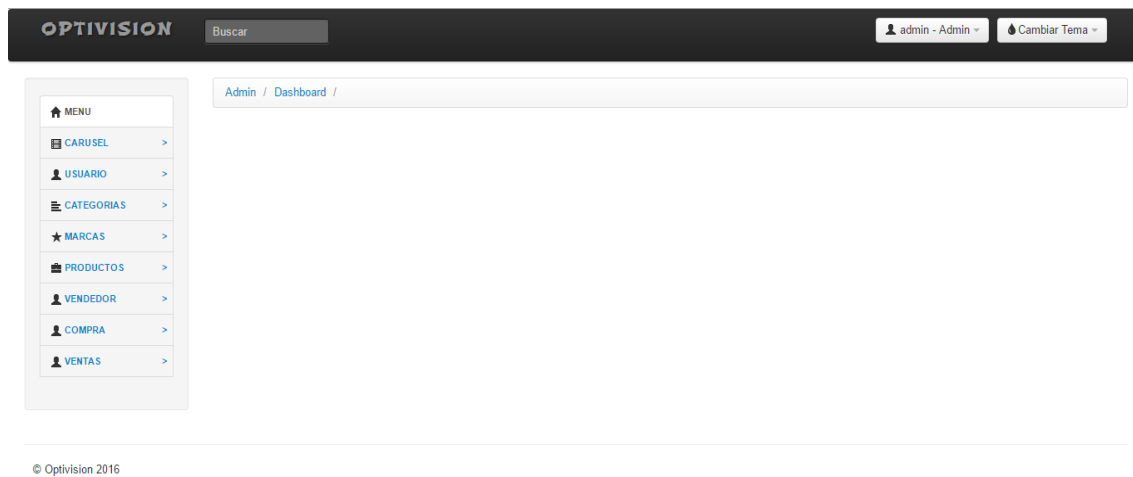 OPTIVISION
Buscar
admin - Admin
Cambiar Tema
Admin / Dashboard /
MENU
CARUSEL >
USUARIO >
CATEGORIAS >
MARCAS >
PRODUCTOS >
VENDEDOR >
COMPRA >
VENTAS >
© Optivision 2016